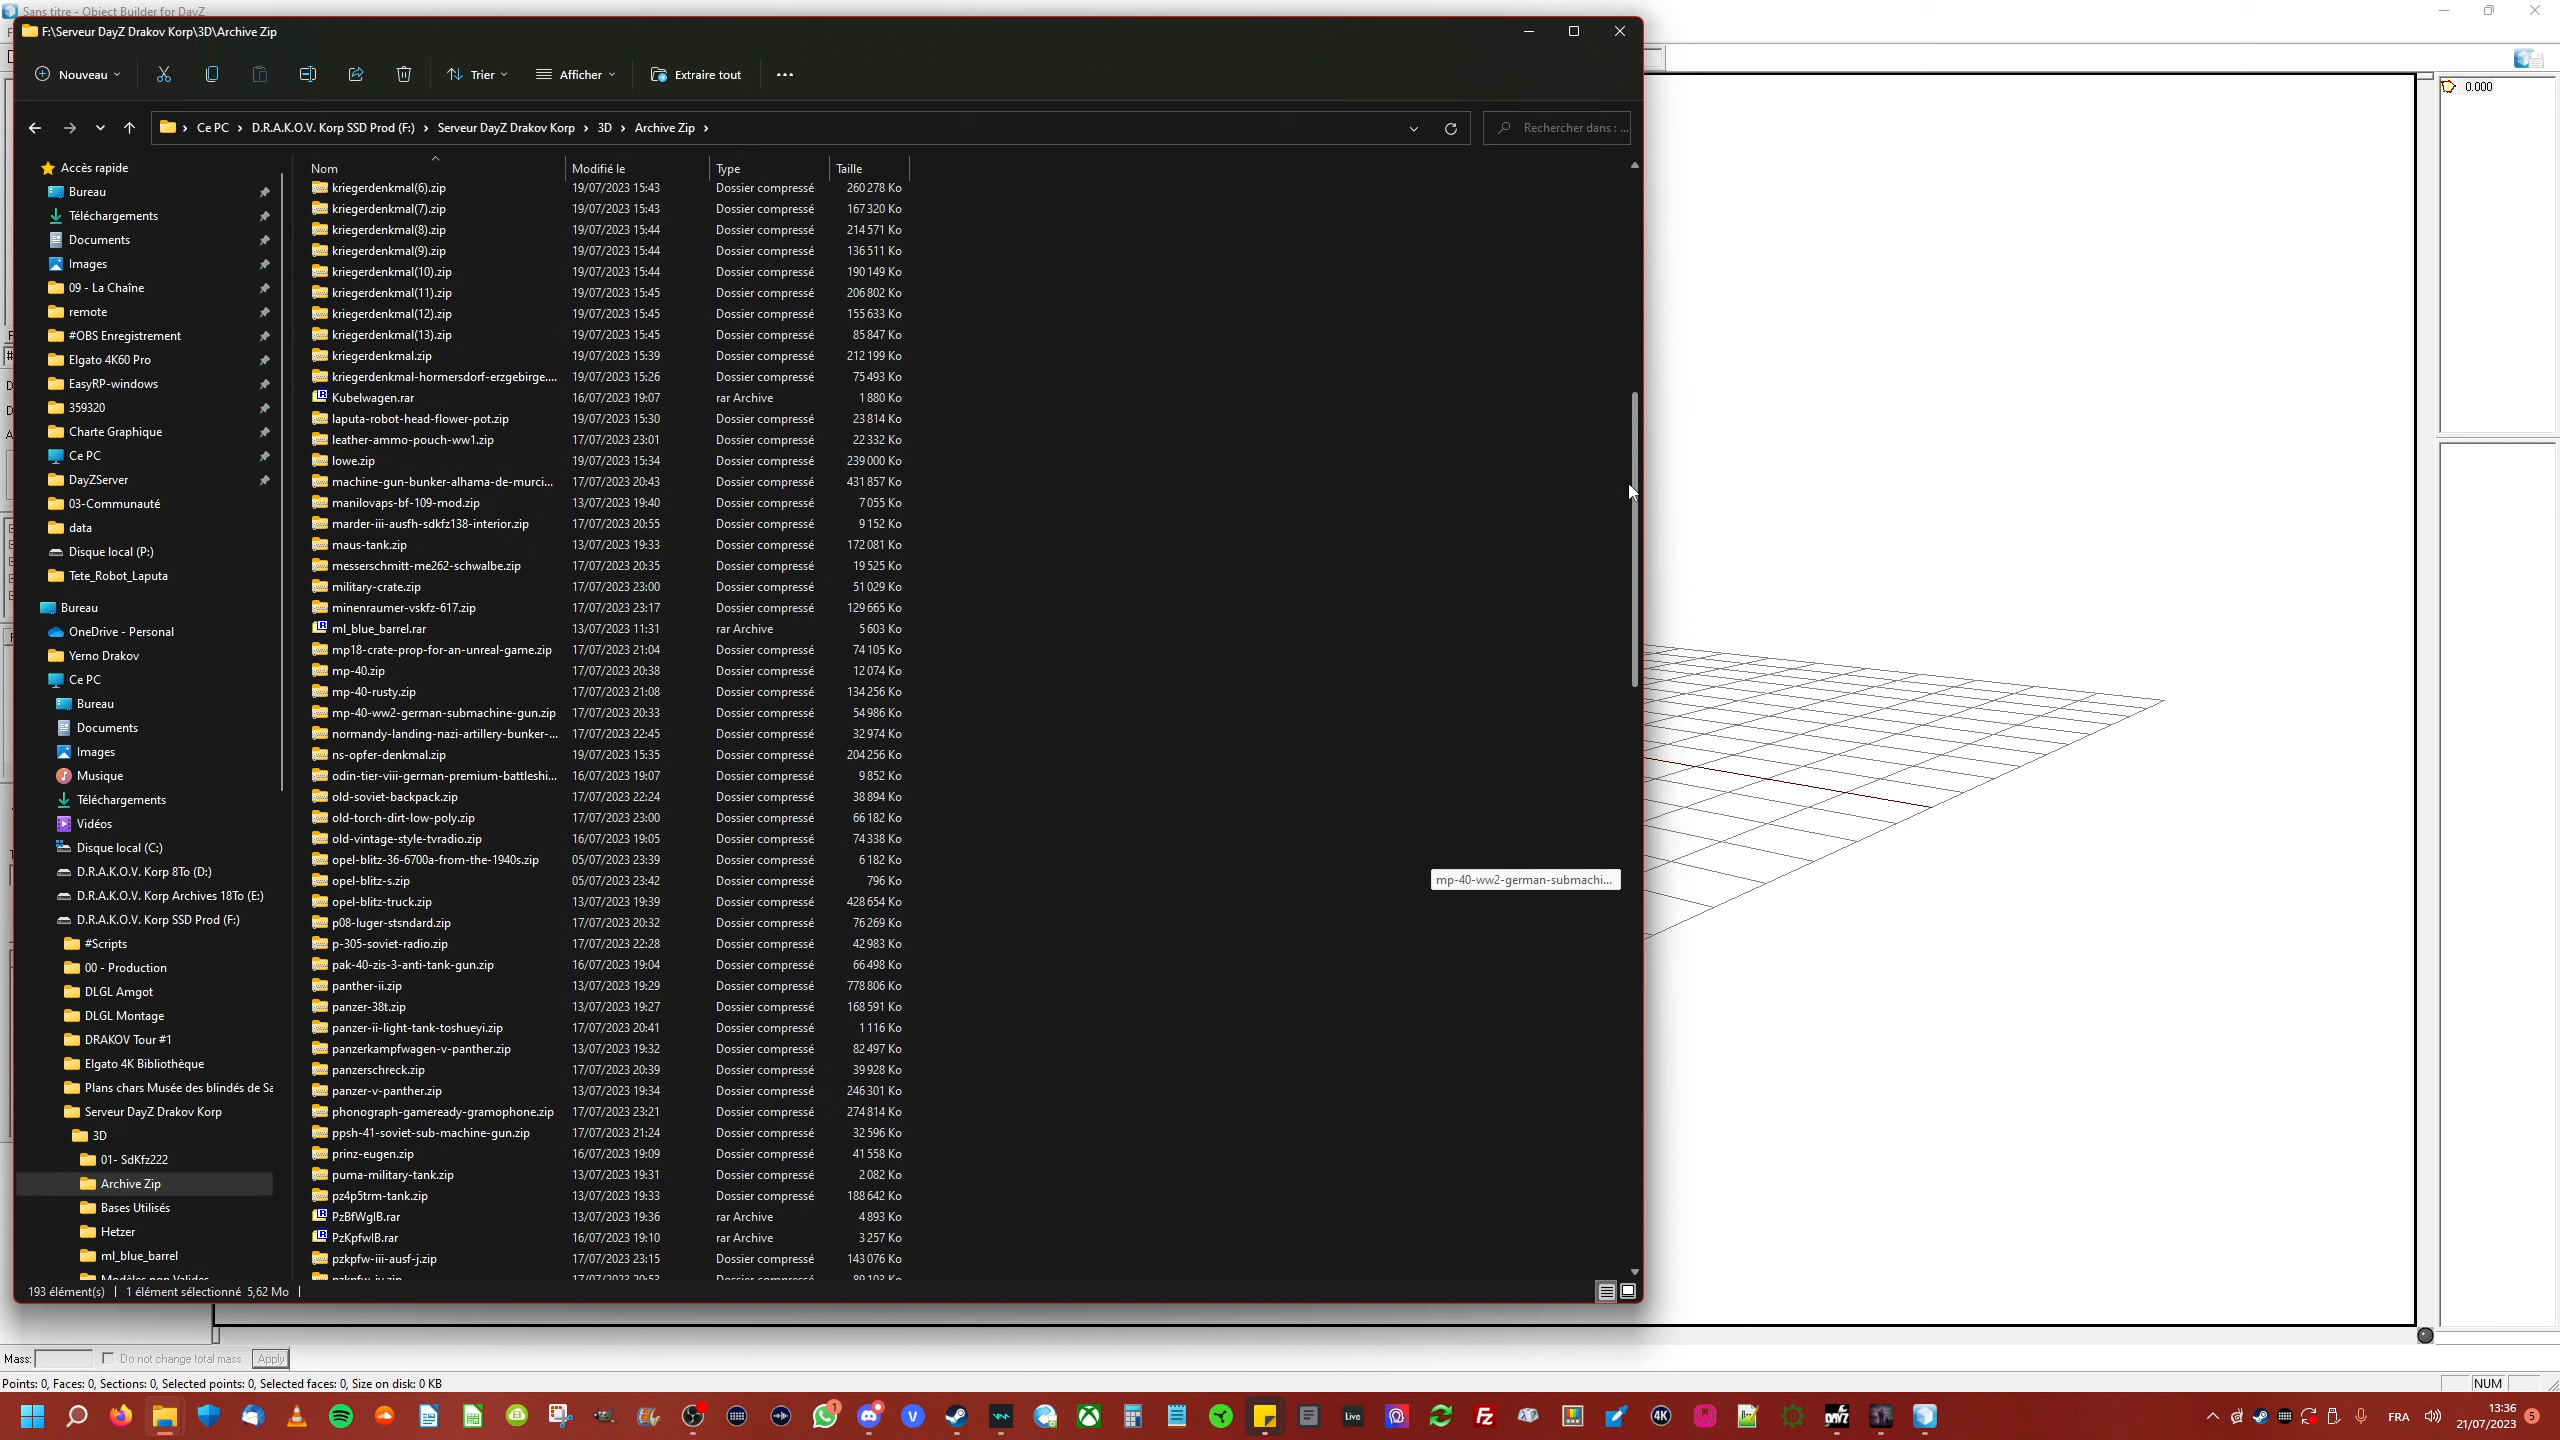 Sans titre - Object Builder for DayZ
F:\Serveur DayZ Drakov Korp\3D\Archive Zip
Nouveau
Trier
Afficher
Extraire tout
Ce PC
D.R.A.K.O.V. Korp SSD Prod (F:)
Serveur DayZ Drakov Korp
3D
Archive Zip
Rechercher dans : ...
0.000
Accès rapide
Bureau
Téléchargements
Documents
Images
09 - La Chaîne
remote
#OBS Enregistrement
Elgato 4K60 Pro
EasyRP-windows
359320
Charte Graphique
Ce PC
DayZServer
03-Communauté
data
Disque local (P:)
Tete_Robot_Laputa
Bureau
OneDrive - Personal
Yerno Drakov
Ce PC
Bureau
Documents
Images
Musique
Téléchargements
Vidéos
Disque local (C:)
D.R.A.K.O.V. Korp 8To (D:)
D.R.A.K.O.V. Korp Archives 18To (E:)
D.R.A.K.O.V. Korp SSD Prod (F:)
#Scripts
00 - Production
DLGL Amgot
DLGL Montage
DRAKOV Tour #1
Elgato 4K Bibliothèque
Plans chars Musée des blindés de Sa
Serveur DayZ Drakov Korp
3D
01- SdKfz222
Archive Zip
Bases Utilisés
Hetzer
ml_blue_barrel
Modèles non Valides
Nom Modifié le Type Taille
kriegerdenkmal(6).zip 19/07/2023 15:43 Dossier compressé 260 278 Ko
kriegerdenkmal(7).zip 19/07/2023 15:43 Dossier compressé 167 320 Ko
kriegerdenkmal(8).zip 19/07/2023 15:44 Dossier compressé 214 571 Ko
kriegerdenkmal(9).zip 19/07/2023 15:44 Dossier compressé 136 511 Ko
kriegerdenkmal(10).zip 19/07/2023 15:44 Dossier compressé 190 149 Ko
kriegerdenkmal(11).zip 19/07/2023 15:45 Dossier compressé 206 802 Ko
kriegerdenkmal(12).zip 19/07/2023 15:45 Dossier compressé 155 633 Ko
kriegerdenkmal(13).zip 19/07/2023 15:45 Dossier compressé 85 847 Ko
kriegerdenkmal.zip 19/07/2023 15:39 Dossier compressé 212 199 Ko
kriegerdenkmal-hormersdorf-erzgebirge.... 19/07/2023 15:26 Dossier compressé 75 493 Ko
Kubelwagen.rar 16/07/2023 19:07 rar Archive 1 880 Ko
laputa-robot-head-flower-pot.zip 19/07/2023 15:30 Dossier compressé 23 814 Ko
leather-ammo-pouch-ww1.zip 17/07/2023 23:01 Dossier compressé 22 332 Ko
lowe.zip 19/07/2023 15:34 Dossier compressé 239 000 Ko
machine-gun-bunker-alhama-de-murci... 17/07/2023 20:43 Dossier compressé 431 857 Ko
manilovaps-bf-109-mod.zip 13/07/2023 19:40 Dossier compressé 7 055 Ko
marder-iii-ausfh-sdkfz138-interior.zip 17/07/2023 20:55 Dossier compressé 9 152 Ko
maus-tank.zip 13/07/2023 19:33 Dossier compressé 172 081 Ko
messerschmitt-me262-schwalbe.zip 17/07/2023 20:35 Dossier compressé 19 525 Ko
military-crate.zip 17/07/2023 23:00 Dossier compressé 51 029 Ko
minenraumer-vskfz-617.zip 17/07/2023 23:17 Dossier compressé 129 665 Ko
ml_blue_barrel.rar 13/07/2023 11:31 rar Archive 5 603 Ko
mp18-crate-prop-for-an-unreal-game.zip 17/07/2023 21:04 Dossier compressé 74 105 Ko
mp-40.zip 17/07/2023 20:38 Dossier compressé 12 074 Ko
mp-40-rusty.zip 17/07/2023 21:08 Dossier compressé 134 256 Ko
mp-40-ww2-german-submachine-gun.zip 17/07/2023 20:33 Dossier compressé 54 986 Ko
normandy-landing-nazi-artillery-bunker-... 17/07/2023 22:45 Dossier compressé 32 974 Ko
ns-opfer-denkmal.zip 19/07/2023 15:35 Dossier compressé 204 256 Ko
odin-tier-viii-german-premium-battleshi... 16/07/2023 19:07 Dossier compressé 9 852 Ko
old-soviet-backpack.zip 17/07/2023 22:24 Dossier compressé 38 894 Ko
old-torch-dirt-low-poly.zip 17/07/2023 23:00 Dossier compressé 66 182 Ko
old-vintage-style-tvradio.zip 16/07/2023 19:05 Dossier compressé 74 338 Ko
opel-blitz-36-6700a-from-the-1940s.zip 05/07/2023 23:39 Dossier compressé 6 182 Ko
opel-blitz-s.zip 05/07/2023 23:42 Dossier compressé 796 Ko
opel-blitz-truck.zip 13/07/2023 19:39 Dossier compressé 428 654 Ko
p08-luger-stsndard.zip 17/07/2023 20:32 Dossier compressé 76 269 Ko
p-305-soviet-radio.zip 17/07/2023 22:28 Dossier compressé 42 983 Ko
pak-40-zis-3-anti-tank-gun.zip 16/07/2023 19:04 Dossier compressé 66 498 Ko
panther-ii.zip 13/07/2023 19:29 Dossier compressé 778 806 Ko
panzer-38t.zip 13/07/2023 19:27 Dossier compressé 168 591 Ko
panzer-ii-light-tank-toshueyi.zip 17/07/2023 20:41 Dossier compressé 1 116 Ko
panzerkampfwagen-v-panther.zip 13/07/2023 19:32 Dossier compressé 82 497 Ko
panzerschreck.zip 17/07/2023 20:39 Dossier compressé 39 928 Ko
panzer-v-panther.zip 13/07/2023 19:34 Dossier compressé 246 301 Ko
phonograph-gameready-gramophone.zip 17/07/2023 23:21 Dossier compressé 274 814 Ko
ppsh-41-soviet-sub-machine-gun.zip 17/07/2023 21:24 Dossier compressé 32 596 Ko
prinz-eugen.zip 16/07/2023 19:09 Dossier compressé 41 558 Ko
puma-military-tank.zip 13/07/2023 19:31 Dossier compressé 2 082 Ko
pz4p5trm-tank.zip 13/07/2023 19:33 Dossier compressé 188 642 Ko
PzBfWglB.rar 13/07/2023 19:36 rar Archive 4 893 Ko
PzKpfwIB.rar 16/07/2023 19:10 rar Archive 3 257 Ko
pzkpfw-iii-ausf-j.zip 17/07/2023 23:15 Dossier compressé 143 076 Ko
pzkpfw-iv.zip 17/07/2023 20:53 Dossier compressé 89 103 Ko
mp-40-ww2-german-submachi...
193 élément(s)
1 élément sélectionné 5,62 Mo
Mass:
Do not change total mass
Apply
Points: 0, Faces: 0, Sections: 0, Selected points: 0, Selected faces: 0, Size on disk: 0 KB
NUM
1
Live
4K
FRA
13:36
21/07/2023
5